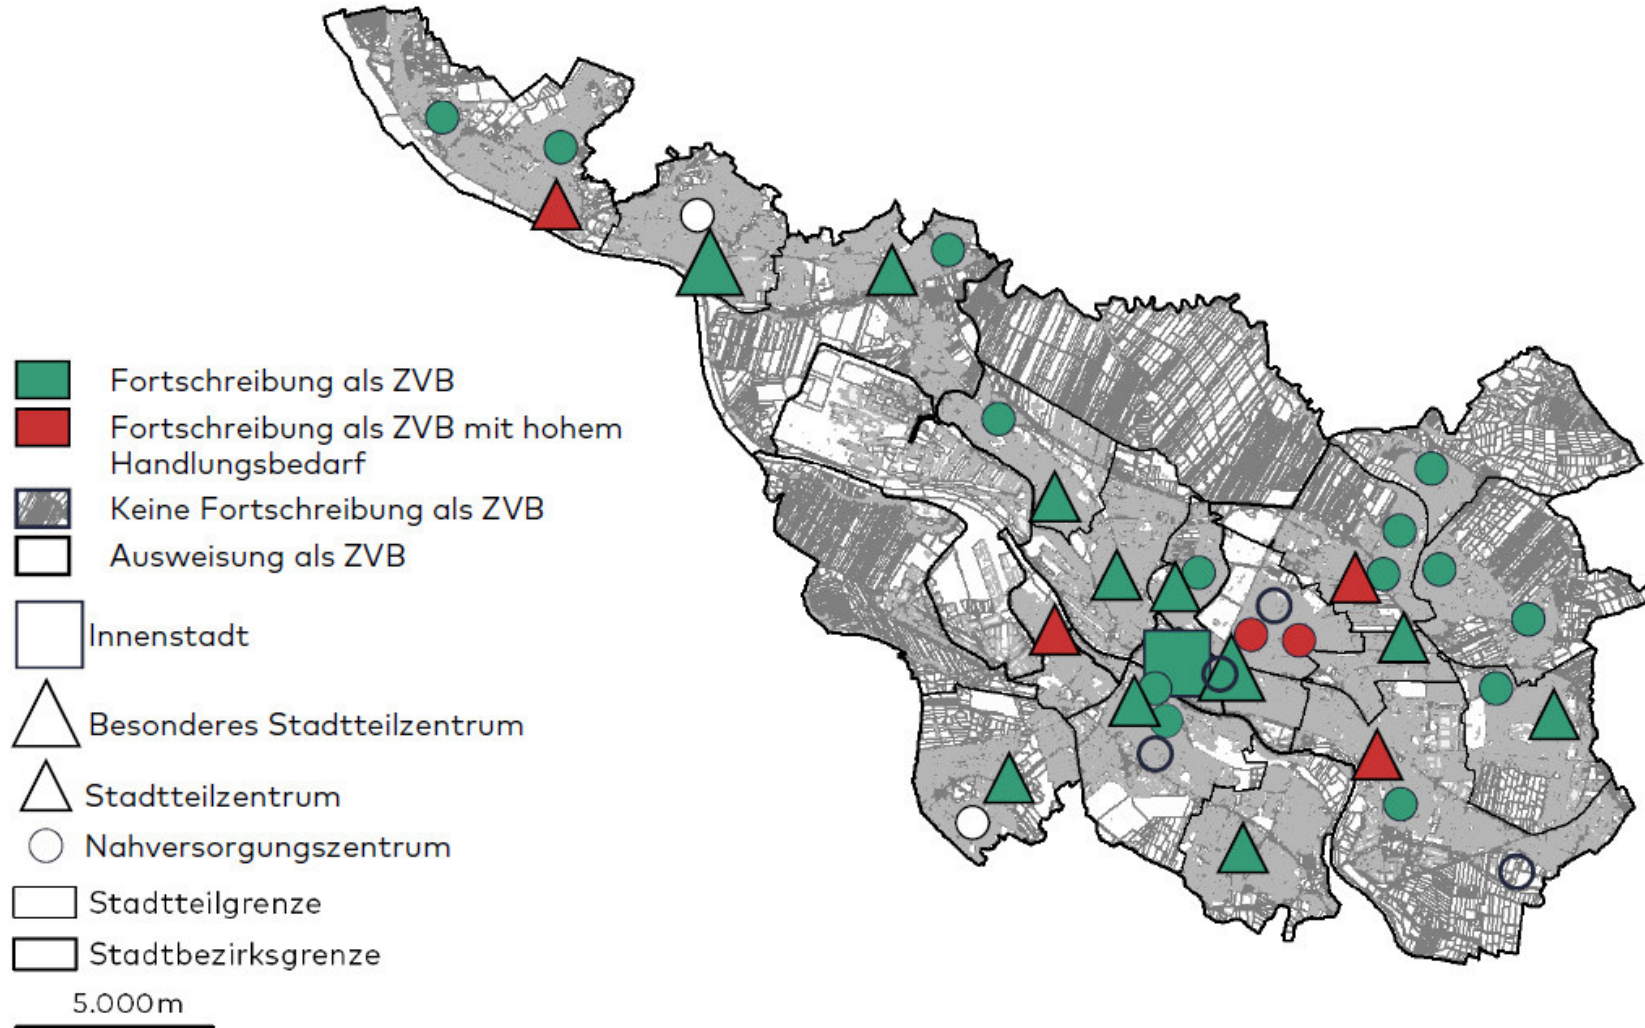 Fortschreibung als ZVB
Fortschreibung als ZVB mit hohem
Handlungsbedarf
Keine Fortschreibung als ZVB
Ausweisung als ZVB
Innenstadt
Besonderes Stadtteilzentrum
Stadtteilzentrum
Nahversorgungszentrum
Stadtteilgrenze
Stadtbezirksgrenze
5.000m